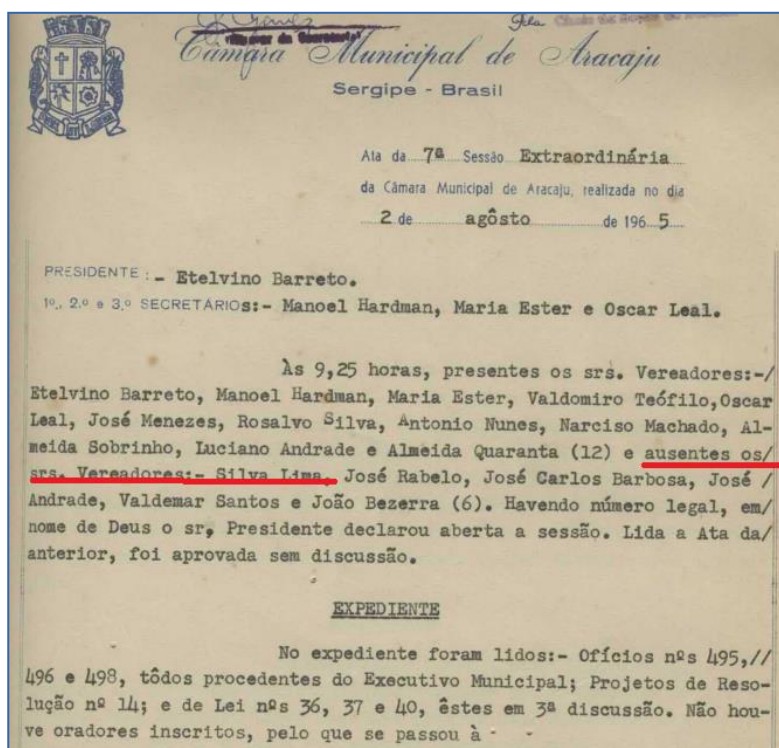 Câmara Municipal de Aracaju
Sergipe - Brasil
Ata da 7ª Sessão Extraordinária
da Câmara Municipal de Aracaju, realizada no dia
2 de agôsto de 196 5
PRESIDENTE :- Etelvino Barreto.
1º, 2.º e 3.º SECRETÁRIOS:- Manoel Hardman, Maria Ester e Oscar Leal.
Às 9,25 horas, presentes os srs. Vereadores:-/
Etelvino Barreto, Manoel Hardman, Maria Ester, Valdomiro Teófilo,Oscar
Leal, José Menezes, Rosalvo Silva, Antonio Nunes, Narciso Machado, Al-
meida Sobrinho, Luciano Andrade e Almeida Quaranta (12) e ausentes os/
srs. Vereadores:- Silva Lima, José Rabelo, José Carlos Barbosa, José /
Andrade, Valdemar Santos e João Bezerra (6). Havendo número legal, em/
nome de Deus o sr, Presidente declarou aberta a sessão. Lida a Ata da/
anterior, foi aprovada sem discussão.
EXPEDIENTE
No expediente foram lidos:- Ofícios nºs 495,//
496 e 498, tôdos procedentes do Executivo Municipal; Projetos de Reso-
lução nº 14; e de Lei nºs 36, 37 e 40, êstes em 3ª discussão. Não hou-
ve oradores inscritos, pelo que se passou à - -